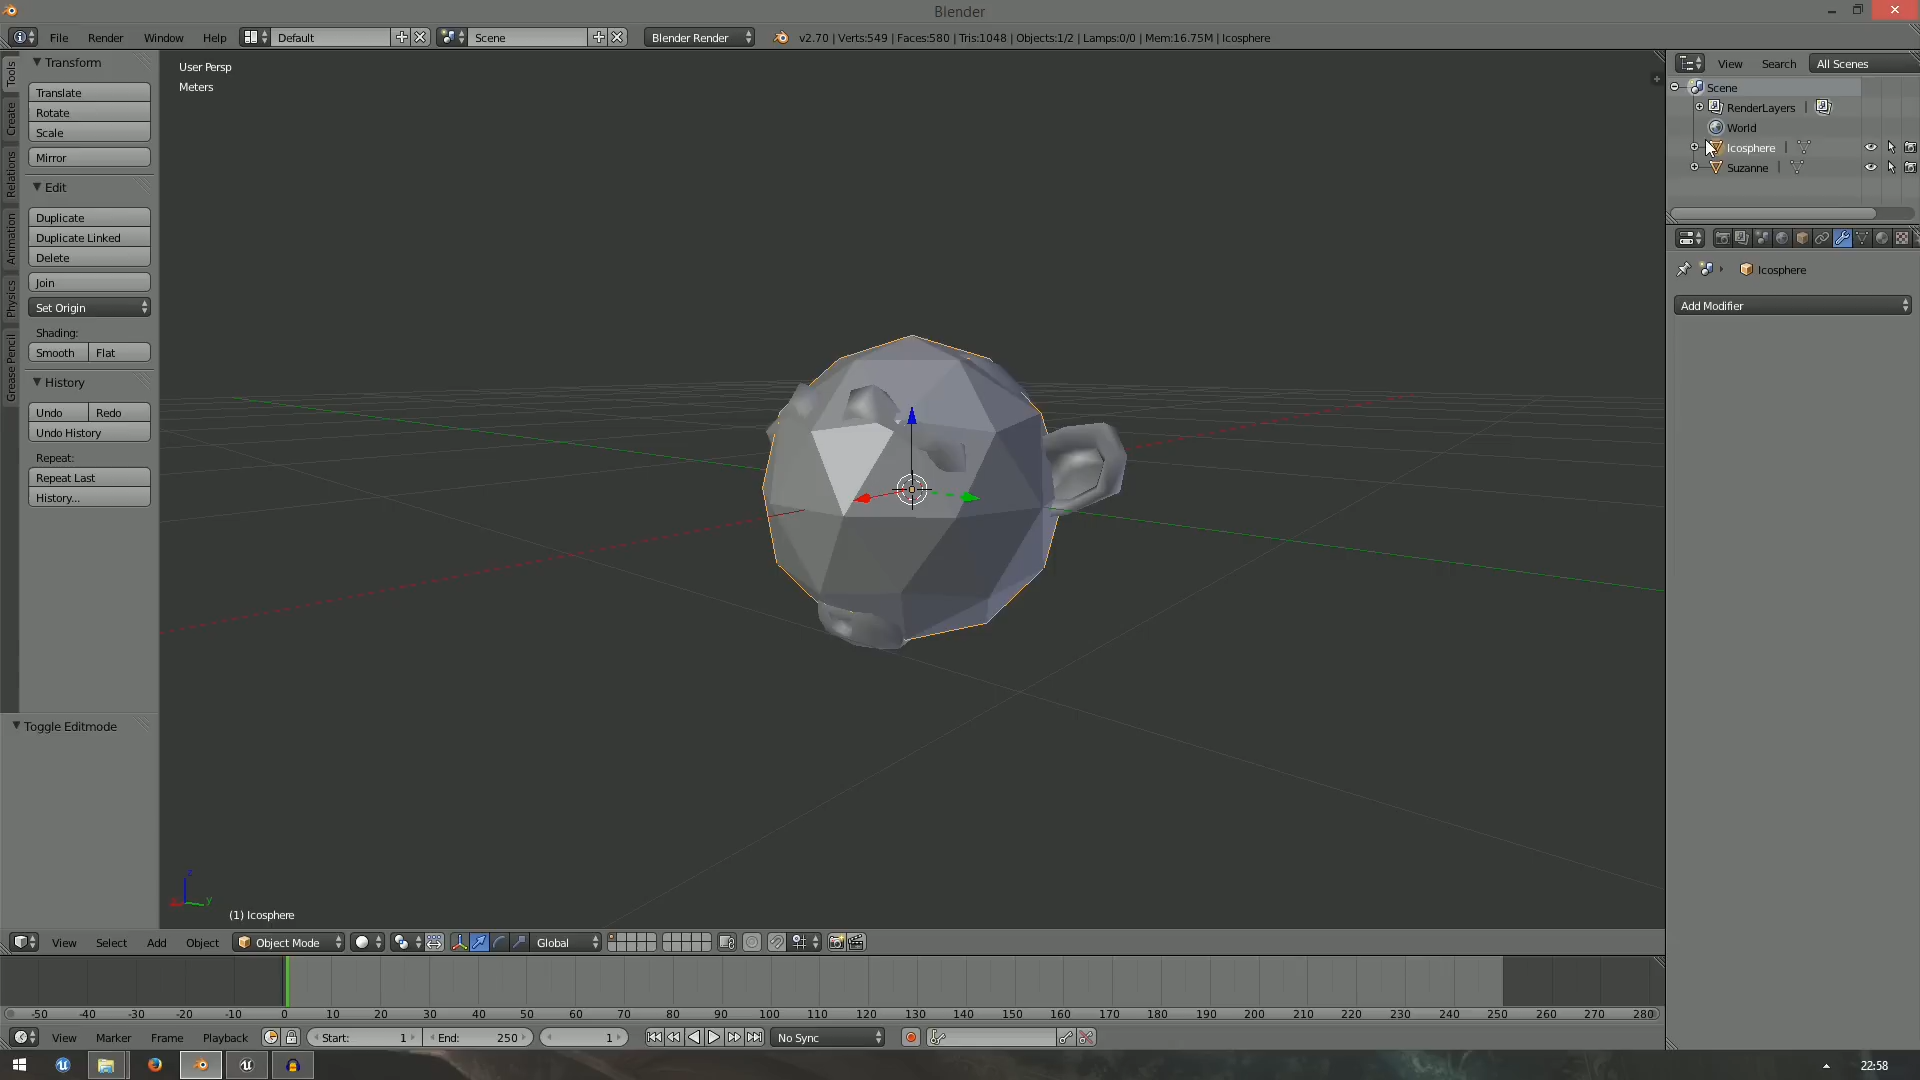 Blender
File Render Window Help Default Scene Blender Render v2.70 | Verts:549 | Faces:580 | Tris:1048 | Objects:1/2 | Lamps:0/0 | Mem:16.75M | Icosphere
Tools
Create
Relations
Animation
Physics
Grease Pencil
Transform
Translate
Rotate
Scale
Mirror
Edit
Duplicate
Duplicate Linked
Delete
Join
Set Origin
Shading:
Smooth Flat
History
Undo Redo
Undo History
Repeat:
Repeat Last
History...
Toggle Editmode
User Persp
Meters
z
x y
(1) Icosphere
View Search All Scenes
Scene
RenderLayers |
World
Icosphere |
Suzanne |
Icosphere
Add Modifier
View Select Add Object Object Mode Global
-50 -40 -30 -20 -10 0 10 20 30 40 50 60 70 80 90 100 110 120 130 140 150 160 170 180 190 200 210 220 230 240 250 260 270 280
View Marker Frame Playback Start: 1 End: 250 1 No Sync
22:58